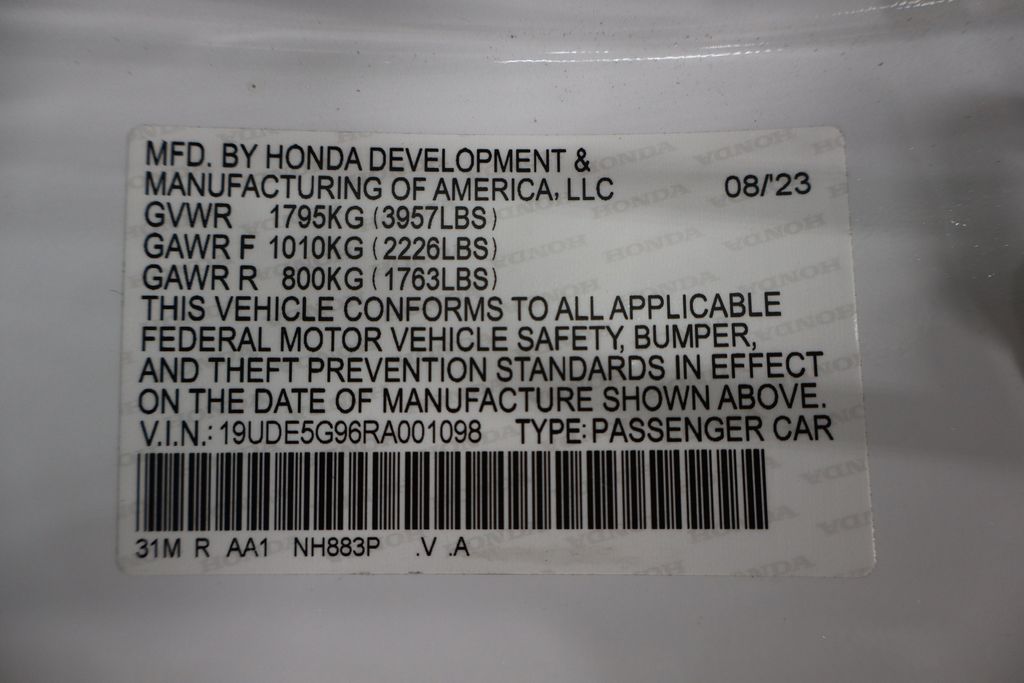 MFD. BY HONDA DEVELOPMENT &
MANUFACTURING OF AMERICA, LLC 08/'23
GVWR 1795KG (3957LBS)
GAWR F 1010KG (2226LBS)
GAWR R 800KG (1763LBS)
THIS VEHICLE CONFORMS TO ALL APPLICABLE
FEDERAL MOTOR VEHICLE SAFETY, BUMPER,
AND THEFT PREVENTION STANDARDS IN EFFECT
ON THE DATE OF MANUFACTURE SHOWN ABOVE.
V.I.N.: 19UDE5G96RA001098 TYPE: PASSENGER CAR
31M R AA1 NH883P .V .A